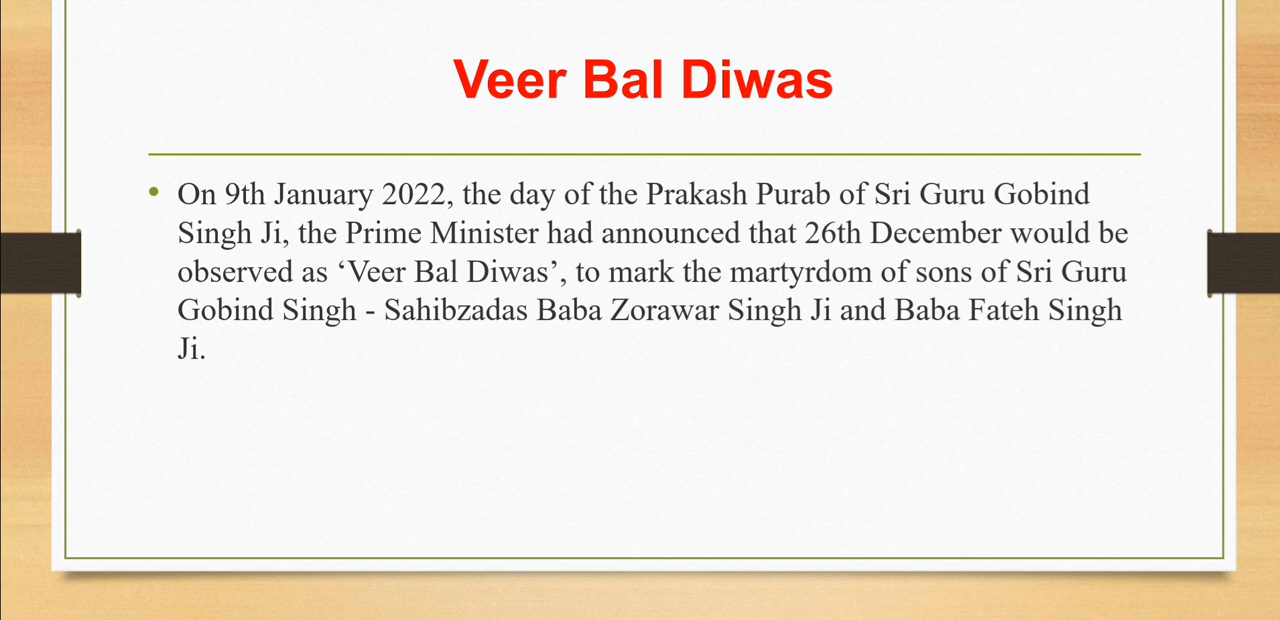 Veer Bal Diwas
• On 9th January 2022, the day of the Prakash Purab of Sri Guru Gobind
Singh Ji, the Prime Minister had announced that 26th December would be
observed as ‘Veer Bal Diwas’, to mark the martyrdom of sons of Sri Guru
Gobind Singh - Sahibzadas Baba Zorawar Singh Ji and Baba Fateh Singh
Ji.